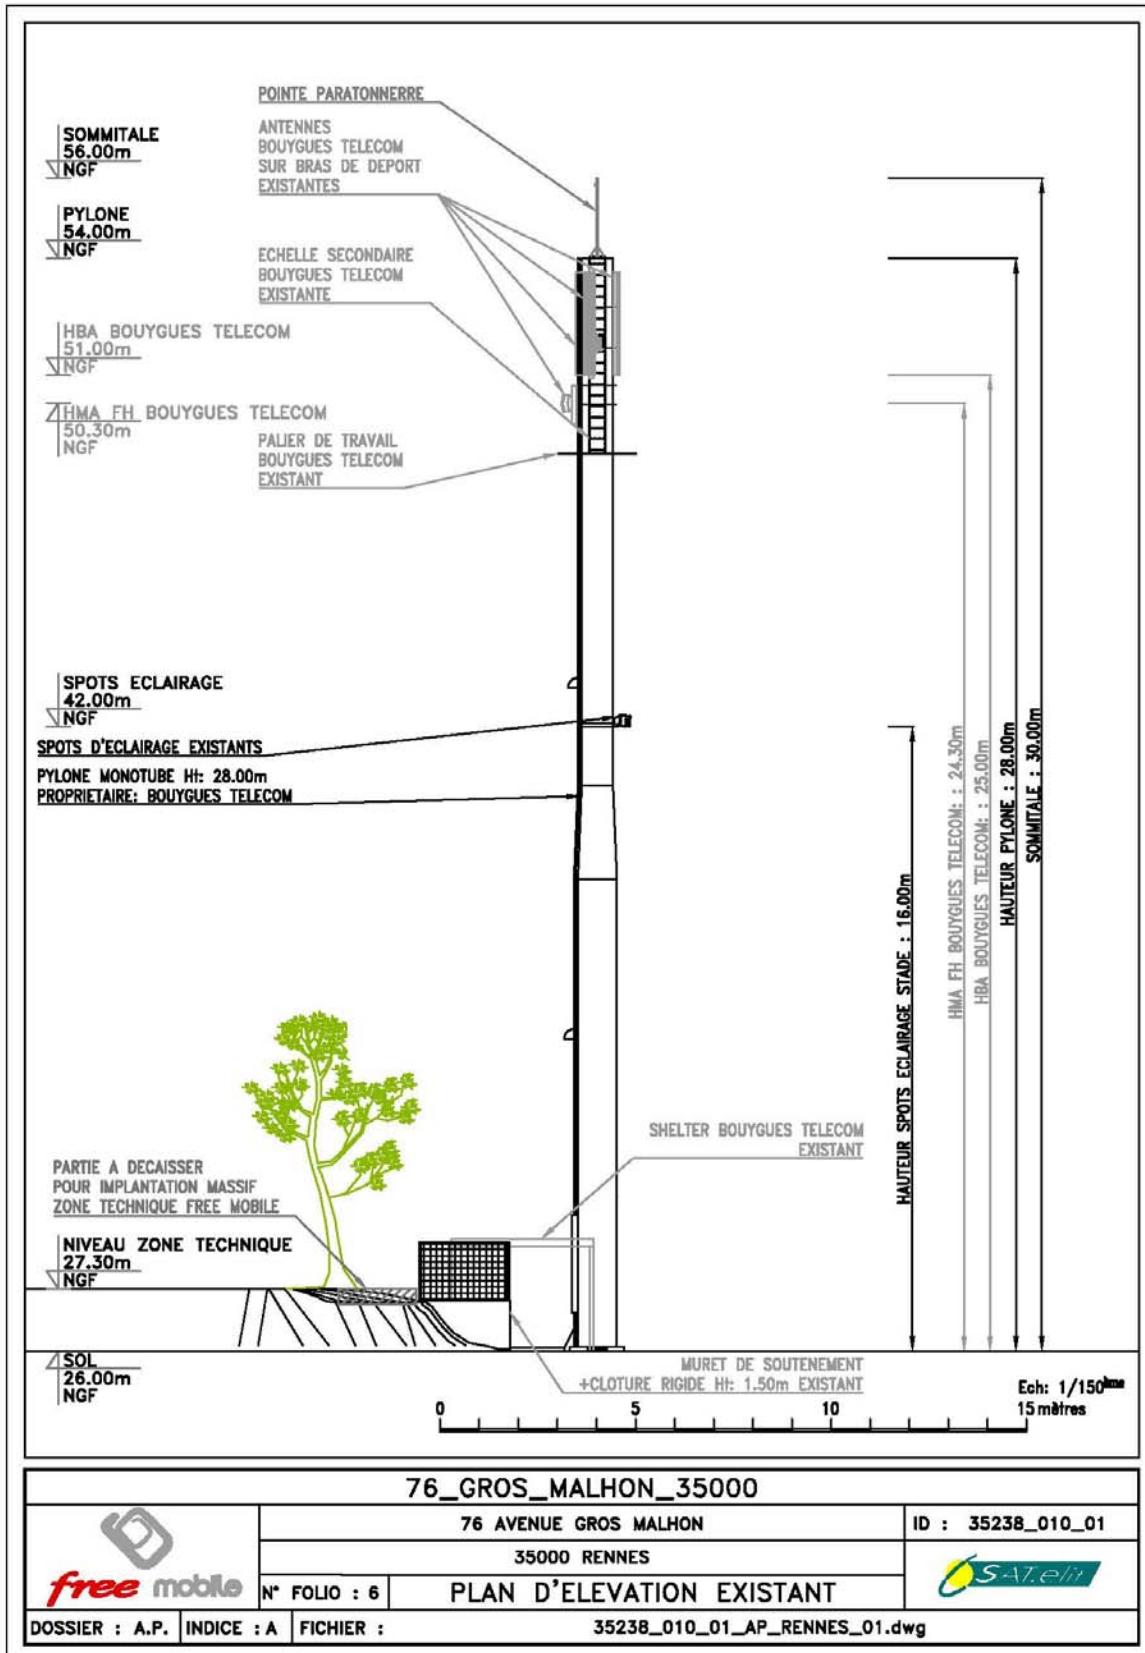 POINTE PARATONNERRE
SOMMITALE
56.00m
NGF
ANTENNES
BOUYGUES TELECOM
SUR BRAS DE DEPORT
EXISTANTES
PYLONE
54.00m
NGF
ECHELLE SECONDAIRE
BOUYGUES TELECOM
EXISTANTE
HBA BOUYGUES TELECOM
51.00m
NGF
HMA FH BOUYGUES TELECOM
50.30m
NGF
PALIER DE TRAVAIL
BOUYGUES TELECOM
EXISTANT
SPOTS ECLAIRAGE
42.00m
NGF
SPOTS D'ECLAIRAGE EXISTANTS
PYLONE MONOTUBE Ht: 28.00m
PROPRIETAIRE: BOUYGUES TELECOM
HAUTEUR SPOTS ECLAIRAGE STADE : 16.00m
HMA FH BOUYGUES TELECOM: : 24.30m
HBA BOUYGUES TELECOM: : 25.00m
HAUTEUR PYLONE : 28.00m
SOMMITALE : 30.00m
SHELTER BOUYGUES TELECOM
EXISTANT
PARTIE A DECAISSER
POUR IMPLANTATION MASSIF
ZONE TECHNIQUE FREE MOBILE
NIVEAU ZONE TECHNIQUE
27.30m
NGF
SOL
26.00m
NGF
MURET DE SOUTENEMENT
+CLOTURE RIGIDE Ht: 1.50m EXISTANT
Ech: 1/150ème
0 5 10 15 mètres
76_GROS_MALHON_35000
76 AVENUE GROS MALHON
ID : 35238_010_01
35000 RENNES
free mobile
N° FOLIO : 6
PLAN D'ELEVATION EXISTANT
SAT.elit
DOSSIER : A.P.
INDICE : A
FICHIER :
35238_010_01_AP_RENNES_01.dwg